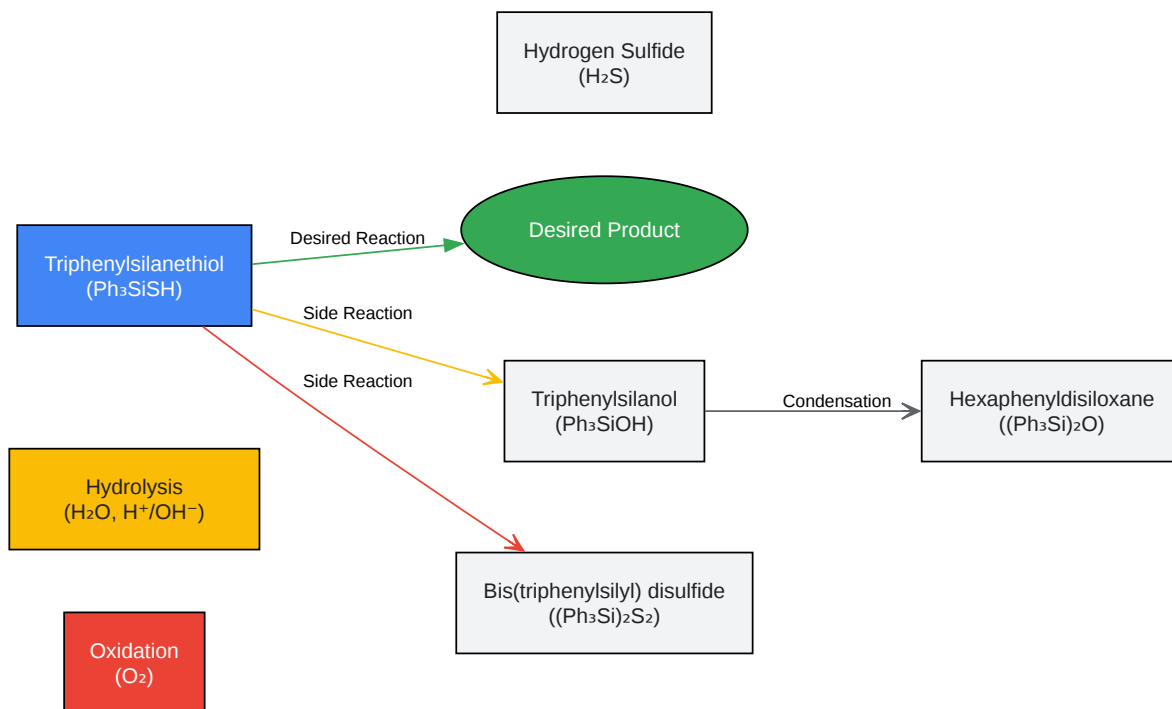 Hydrogen Sulfide
(H₂S)
Desired Reaction
Desired Product
Triphenylsilanethiol
(Ph₃SiSH)
Side Reaction
Side Reaction
Triphenylsilanol
(Ph₃SiOH)
Condensation
Hexaphenyldisiloxane
((Ph₃Si)₂O)
Hydrolysis
(H₂O, H⁺/OH⁻)
Bis(triphenylsilyl) disulfide
((Ph₃Si)₂S₂)
Oxidation
(O₂)